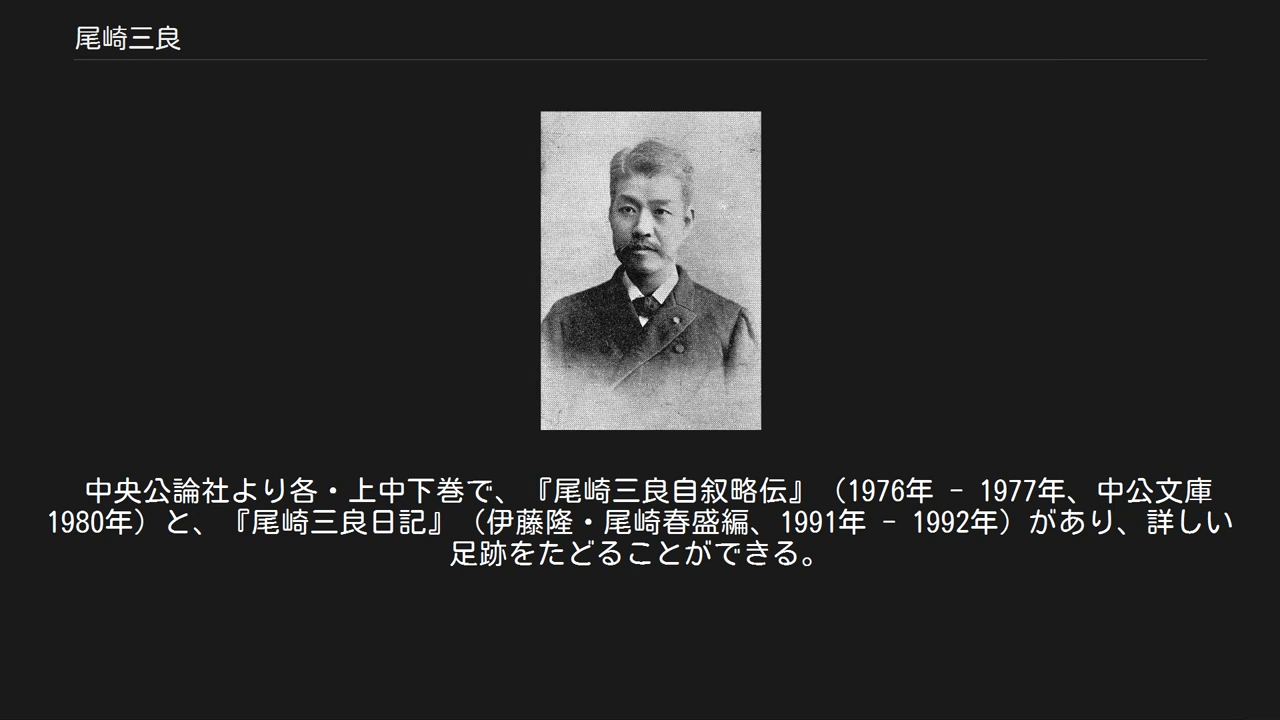 尾崎三良
中央公論社より各・上中下巻で、『尾崎三良自叙略伝』（1976年 - 1977年、中公文庫
1980年）と、『尾崎三良日記』（伊藤隆・尾崎春盛編、1991年 - 1992年）があり、詳しい
足跡をたどることができる。